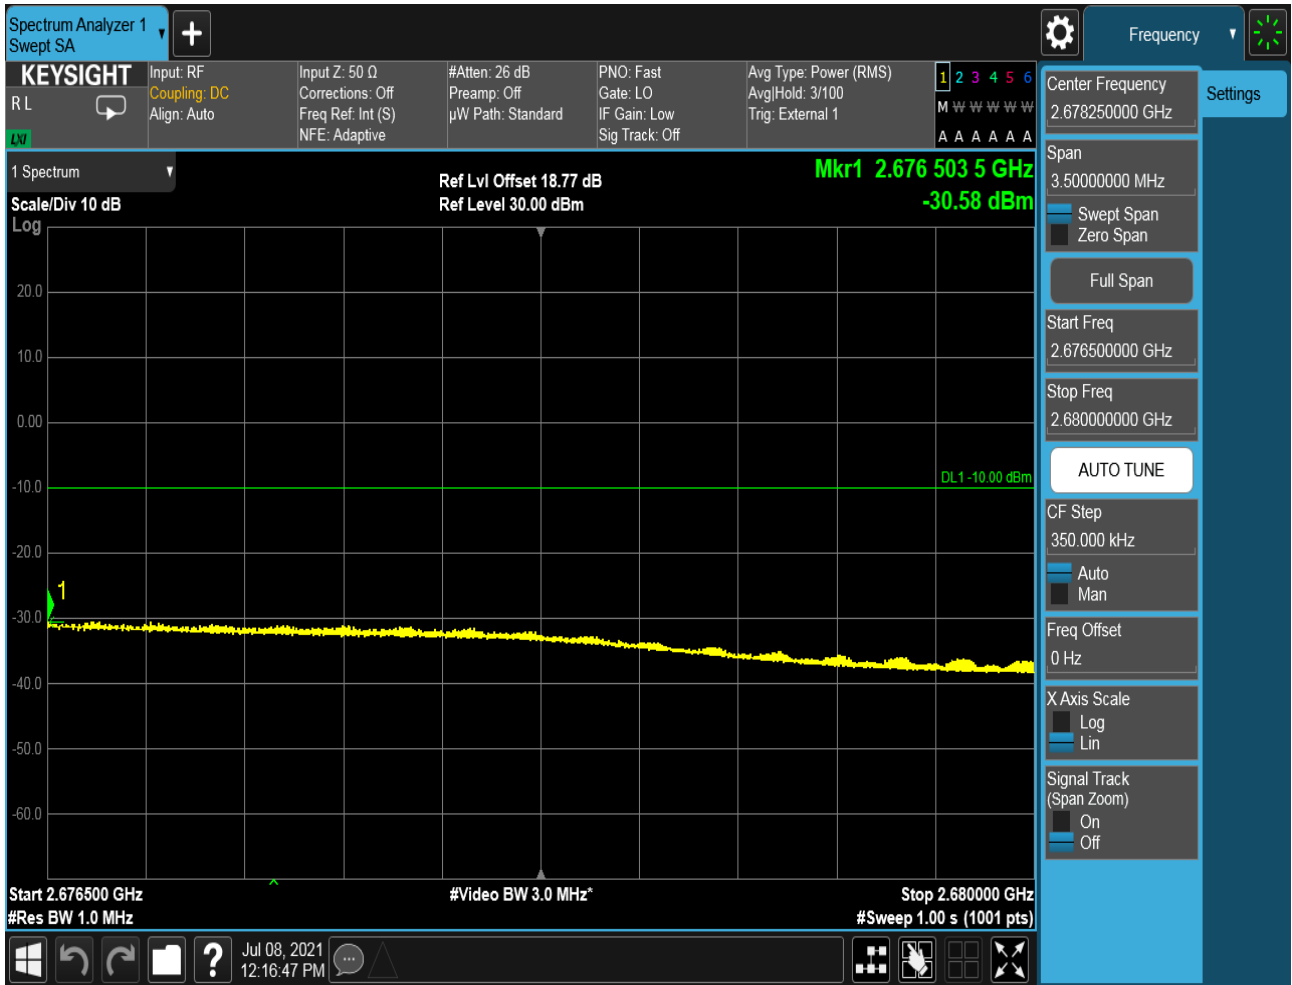 Spectrum Analyzer 1
Swept SA
Frequency
KEYSIGHT
R L
LXI
Input: RF
Coupling: DC
Align: Auto
Input Z: 50 Ω
Corrections: Off
Freq Ref: Int (S)
NFE: Adaptive
#Atten: 26 dB
Preamp: Off
µW Path: Standard
PNO: Fast
Gate: LO
IF Gain: Low
Sig Track: Off
Avg Type: Power (RMS)
Avg|Hold: 3/100
Trig: External 1
1 2 3 4 5 6
M W W W W W
A A A A A A
1 Spectrum
Scale/Div 10 dB
Log
Ref Lvl Offset 18.77 dB
Ref Level 30.00 dBm
Mkr1 2.676 503 5 GHz
-30.58 dBm
20.0
10.0
0.00
-10.0
DL1 -10.00 dBm
-20.0
1
-30.0
-40.0
-50.0
-60.0
Start 2.676500 GHz
#Video BW 3.0 MHz*
Stop 2.680000 GHz
#Res BW 1.0 MHz
#Sweep 1.00 s (1001 pts)
?
Jul 08, 2021
12:16:47 PM
Center Frequency
2.678250000 GHz
Settings
Span
3.50000000 MHz
Swept Span
Zero Span
Full Span
Start Freq
2.676500000 GHz
Stop Freq
2.680000000 GHz
AUTO TUNE
CF Step
350.000 kHz
Auto
Man
Freq Offset
0 Hz
X Axis Scale
Log
Lin
Signal Track
(Span Zoom)
On
Off